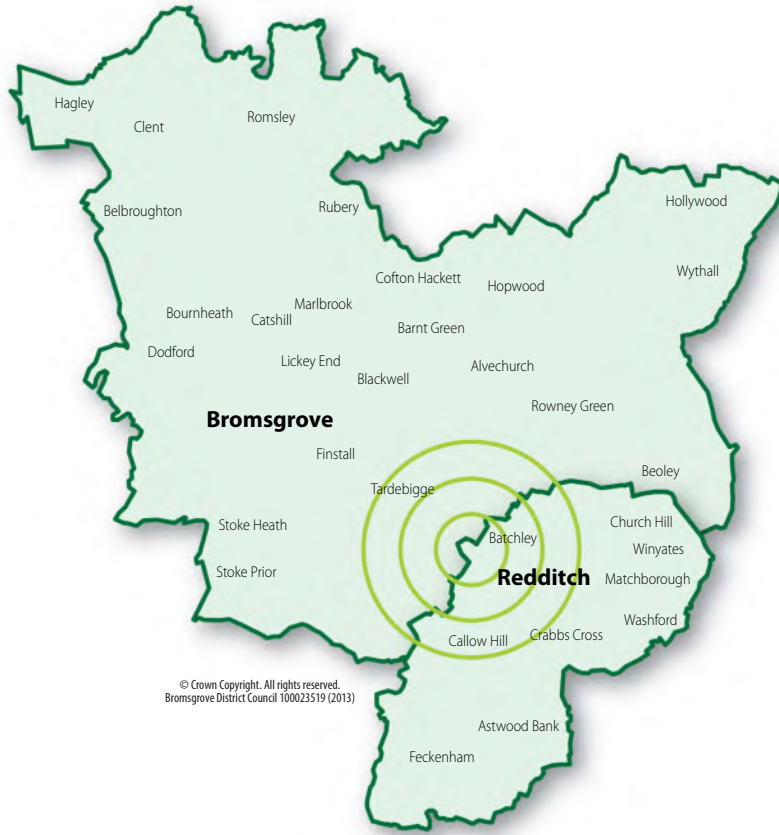 Hagley
Clent
Romsley
Belbroughton
Rubery
Hollywood
Cofton Hackett
Hopwood
Wythall
Bournheath
Catshill
Marlbrook
Barnt Green
Dodford
Lickey End
Blackwell
Alvechurch
Rowney Green
Bromsgrove
Finstall
Tardebigge
Beoley
Stoke Heath
Batchley
Church Hill
Winyates
Stoke Prior
Redditch
Matchborough
Washford
Callow Hill
Crabbs Cross
© Crown Copyright. All rights reserved.
Bromsgrove District Council 100023519 (2013)
Astwood Bank
Feckenham